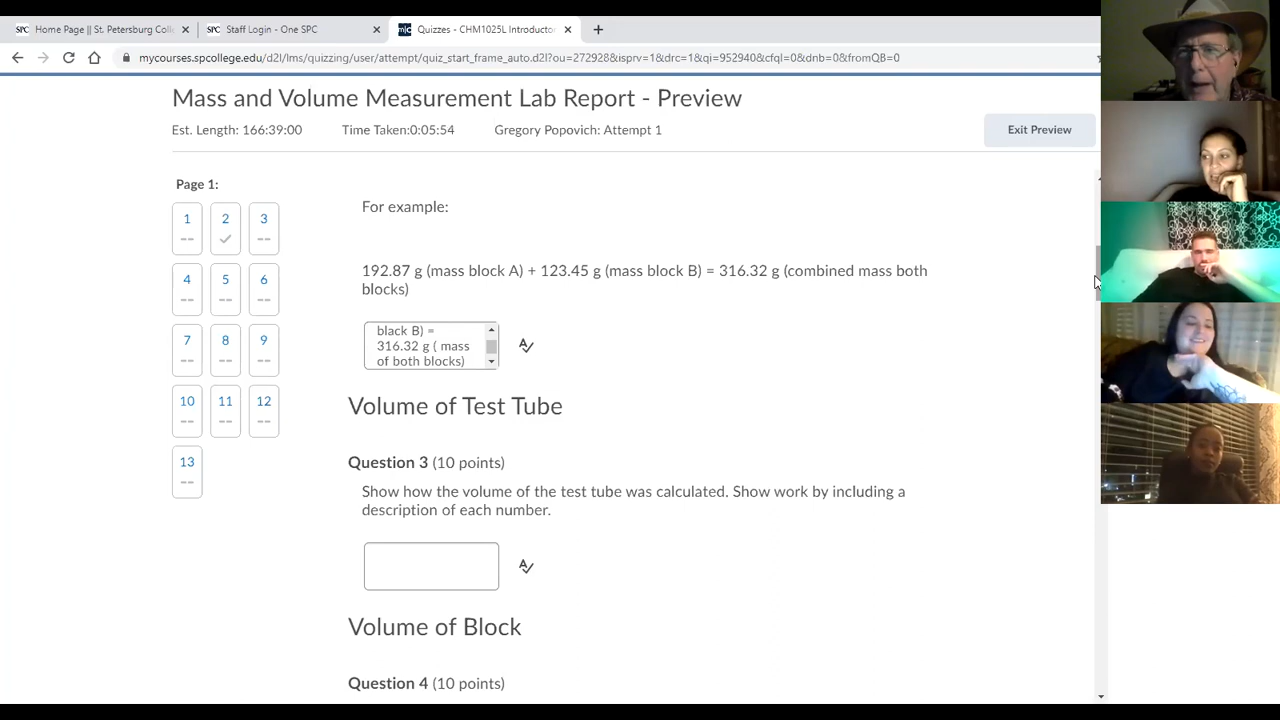 Home Page || St. Petersburg Coll
Staff Login - One SPC
Quizzes - CHM1025L Introductor
mycourses.spcollege.edu/d2l/lms/quizzing/user/attempt/quiz_start_frame_auto.d2l?ou=272928&isprv=1&drc=1&qi=952940&cfql=0&dnb=0&fromQB=0
Mass and Volume Measurement Lab Report - Preview
Est. Length: 166:39:00 Time Taken:0:05:54 Gregory Popovich: Attempt 1
Exit Preview
Page 1:
1 2 3
-- --
4 5 6
-- -- --
7 8 9
-- -- --
10 11 12
-- -- --
13
--
For example:
192.87 g (mass block A) + 123.45 g (mass block B) = 316.32 g (combined mass both
blocks)
black B) =
316.32 g ( mass
of both blocks)
Volume of Test Tube
Question 3 (10 points)
Show how the volume of the test tube was calculated. Show work by including a
description of each number.
Volume of Block
Question 4 (10 points)